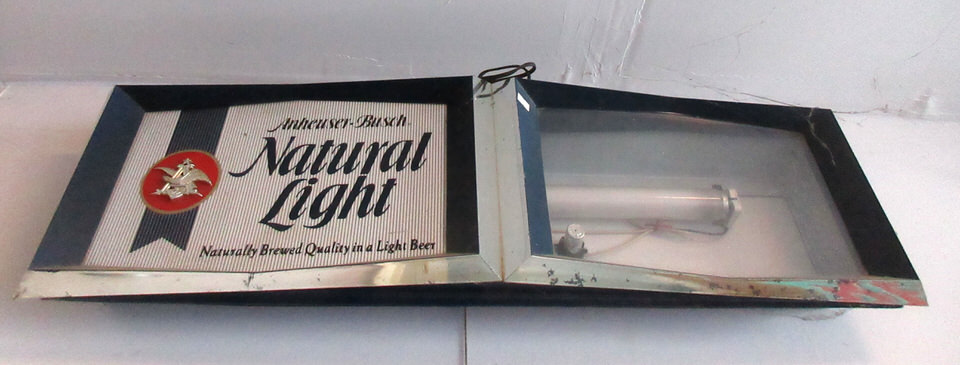 Anheuser-Busch
Natural
Light
Naturally Brewed Quality in a Light Beer